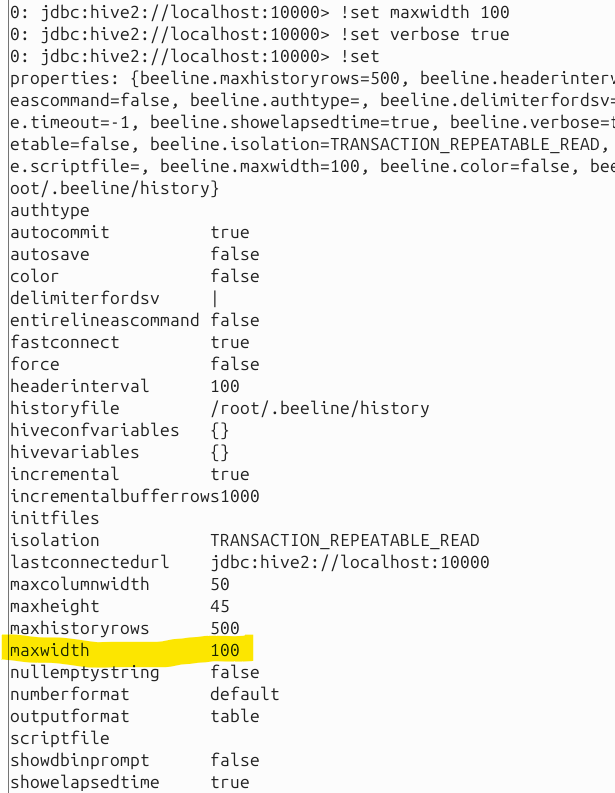 0: jdbc:hive2://localhost:10000> !set maxwidth 100
0: jdbc:hive2://localhost:10000> !set verbose true
0: jdbc:hive2://localhost:10000> !set
properties: {beeline.maxhistoryrows=500, beeline.headerinterv
eascommand=false, beeline.authtype=, beeline.delimiterfordsv=
e.timeout=-1, beeline.showelapsedtime=true, beeline.verbose=t
etable=false, beeline.isolation=TRANSACTION_REPEATABLE_READ,
e.scriptfile=, beeline.maxwidth=100, beeline.color=false, bee
oot/.beeline/history}
authtype
autocommit true
autosave false
color false
delimiterfordsv |
entirelineascommand false
fastconnect true
force false
headerinterval 100
historyfile /root/.beeline/history
hiveconfvariables {}
hivevariables {}
incremental true
incrementalbufferrows1000
initfiles
isolation TRANSACTION_REPEATABLE_READ
lastconnectedurl jdbc:hive2://localhost:10000
maxcolumnwidth 50
maxheight 45
maxhistoryrows 500
maxwidth 100
nullemptystring false
numberformat default
outputformat table
scriptfile
showdbinprompt false
showelapsedtime true